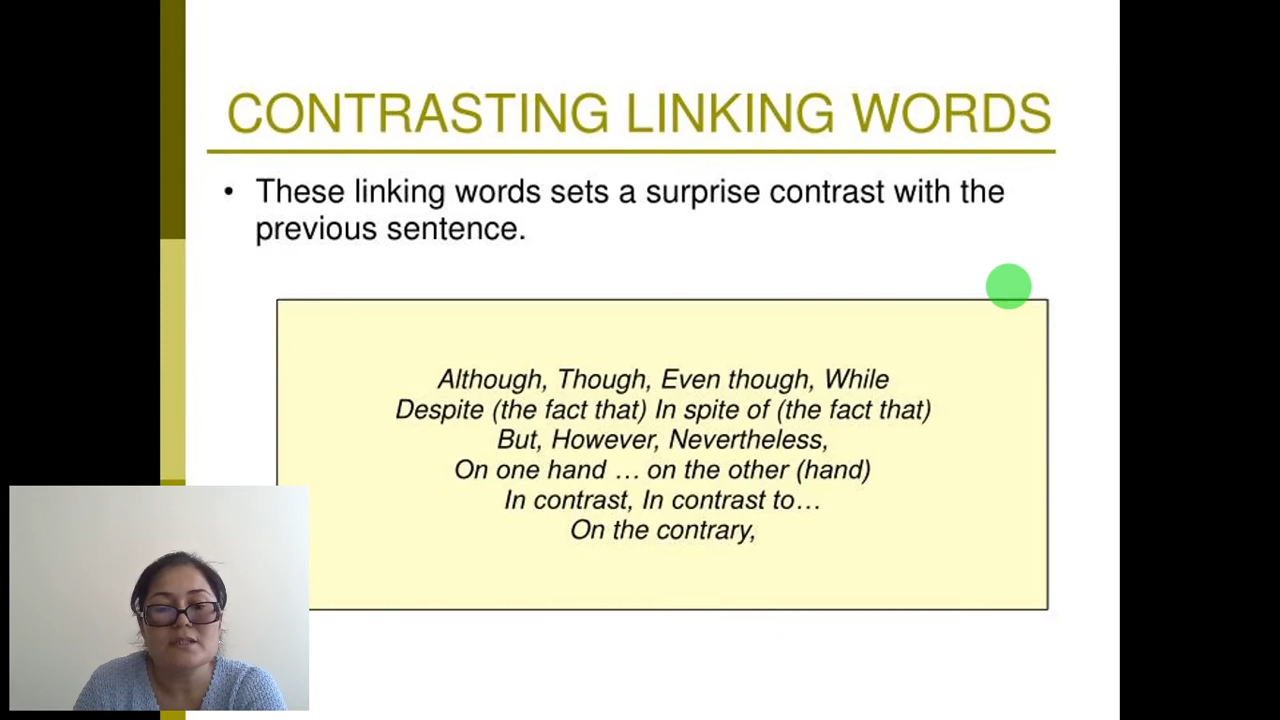 CONTRASTING LINKING WORDS
• These linking words sets a surprise contrast with the
previous sentence.
Although, Though, Even though, While
Despite (the fact that) In spite of (the fact that)
But, However, Nevertheless,
On one hand … on the other (hand)
In contrast, In contrast to…
On the contrary,